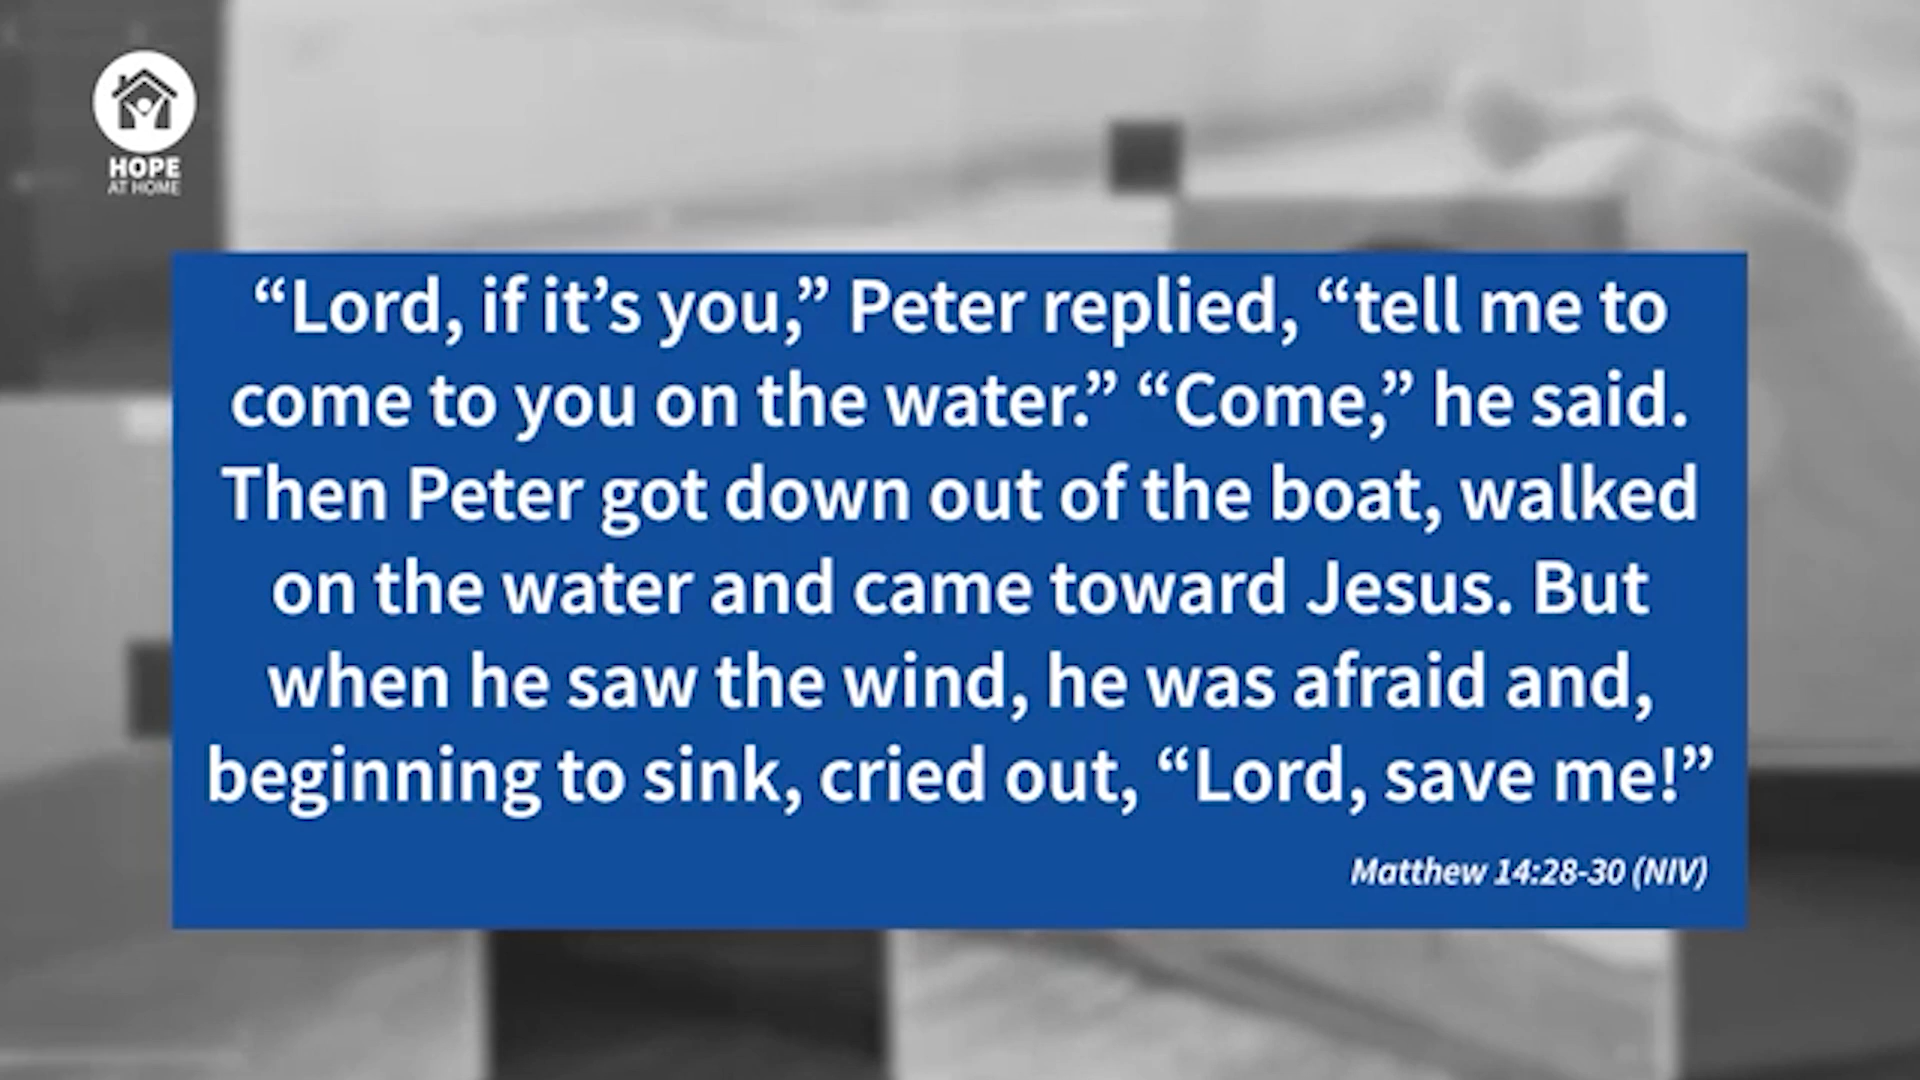 HOPE
AT HOME
“Lord, if it’s you,” Peter replied, “tell me to
come to you on the water.” “Come,” he said.
Then Peter got down out of the boat, walked
on the water and came toward Jesus. But
when he saw the wind, he was afraid and,
beginning to sink, cried out, “Lord, save me!”
Matthew 14:28-30 (NIV)